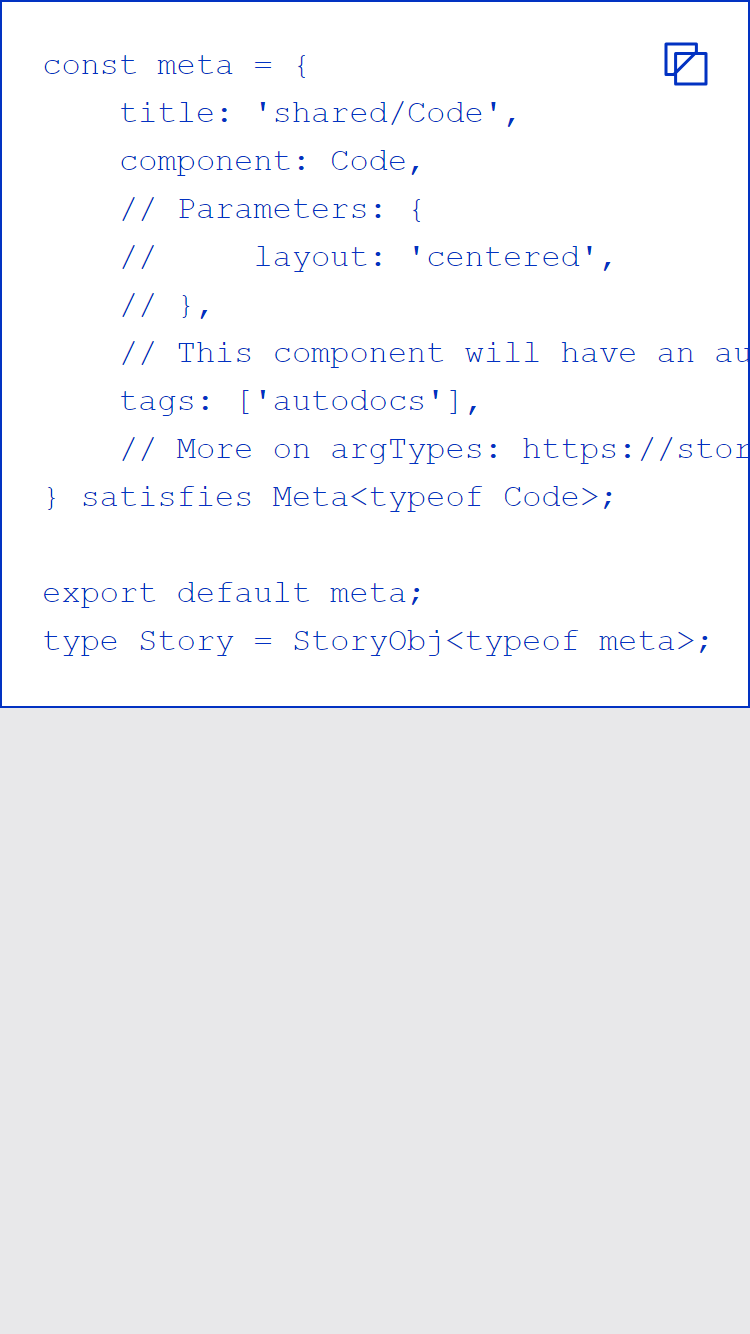 const meta = {
    title: 'shared/Code',
    component: Code,
    // Parameters: {
    //     layout: 'centered',
    // },
    // This component will have an au
    tags: ['autodocs'],
    // More on argTypes: https://stor
} satisfies Meta<typeof Code>;

export default meta;
type Story = StoryObj<typeof meta>;